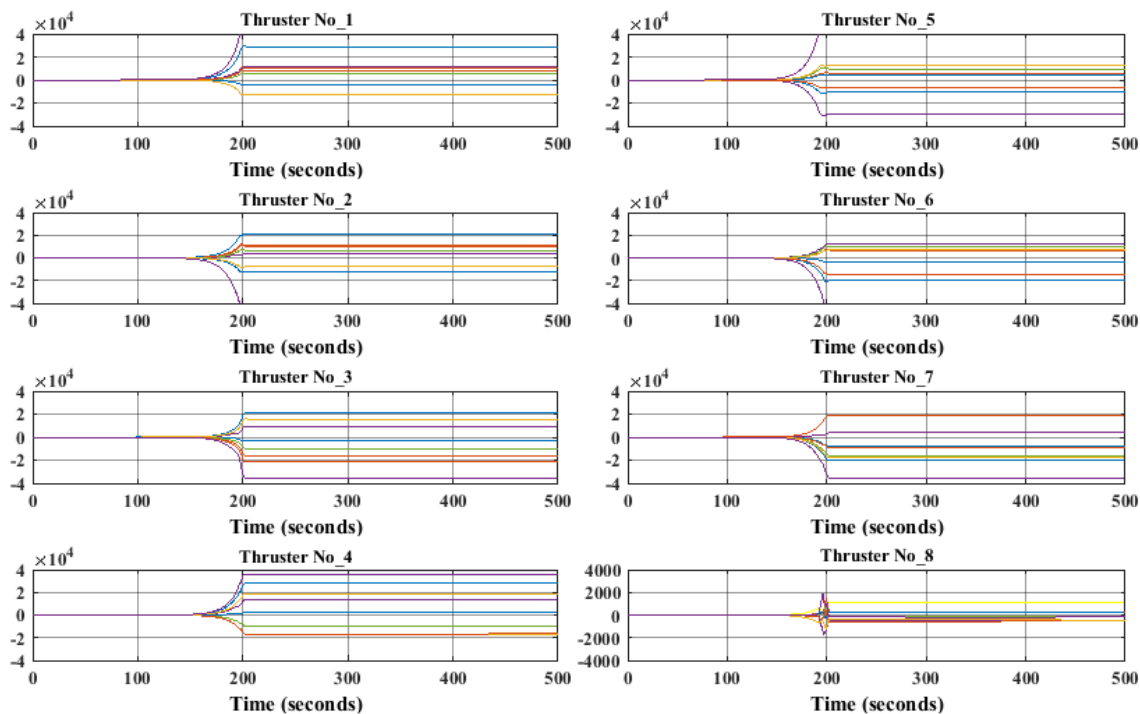 ×10⁴ Thruster No_1
4
2
0
-2
-4
0 100 200 300 400 500
Time (seconds)
×10⁴ Thruster No_5
4
2
0
-2
-4
0 100 200 300 400 500
Time (seconds)
×10⁴ Thruster No_2
4
2
0
-2
-4
0 100 200 300 400 500
Time (seconds)
×10⁴ Thruster No_6
4
2
0
-2
-4
0 100 200 300 400 500
Time (seconds)
×10⁴ Thruster No_3
4
2
0
-2
-4
0 100 200 300 400 500
Time (seconds)
×10⁴ Thruster No_7
4
2
0
-2
-4
0 100 200 300 400 500
Time (seconds)
×10⁴ Thruster No_4
4
2
0
-2
-4
0 100 200 300 400 500
Time (seconds)
Thruster No_8
4000
2000
0
-2000
-4000
0 100 200 300 400 500
Time (seconds)